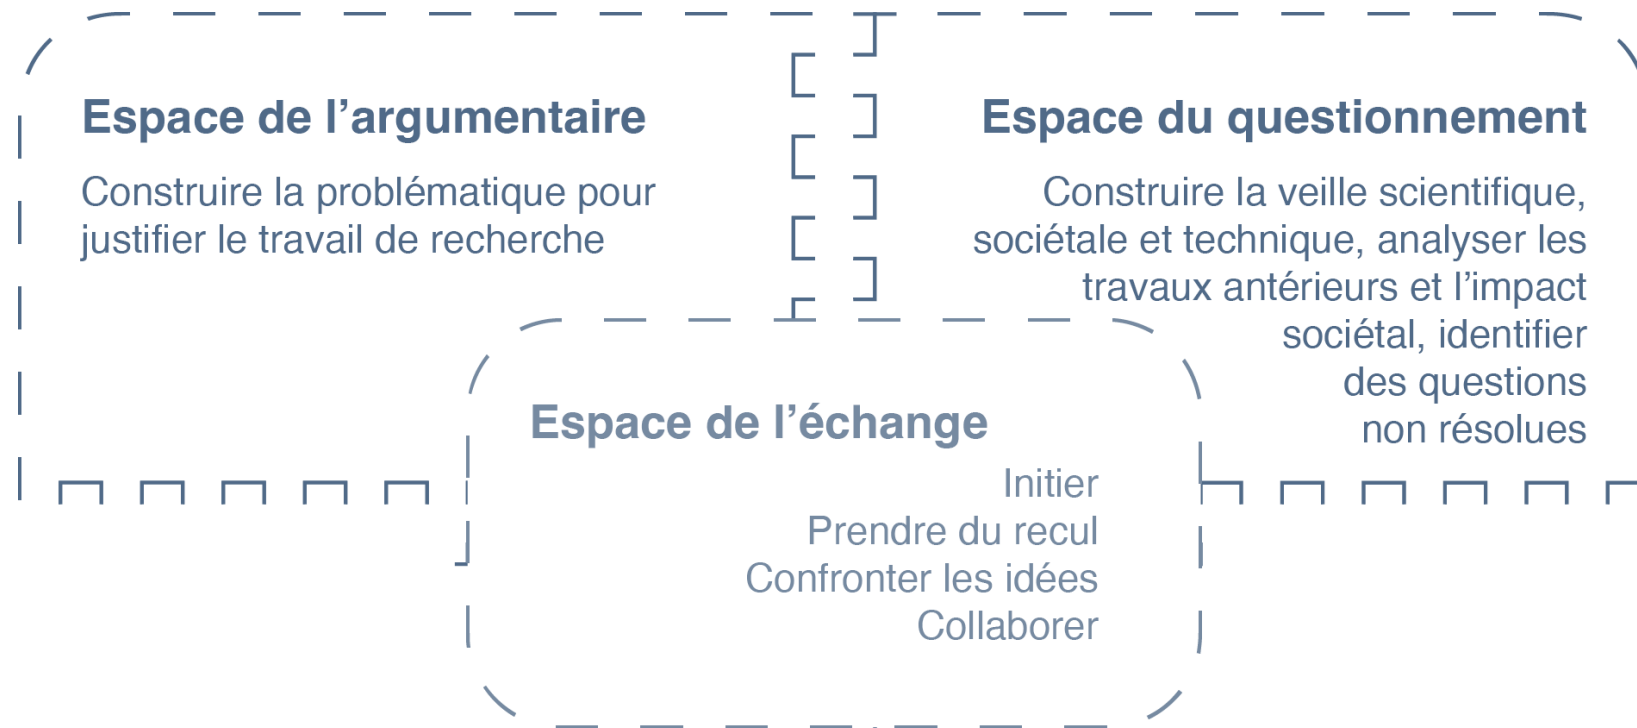 Espace de l’argumentaire
Construire la problématique pour
justifier le travail de recherche
Espace du questionnement
Construire la veille scientifique,
sociétale et technique, analyser les
travaux antérieurs et l’impact
sociétal, identifier
des questions
non résolues
Espace de l’échange
Initier
Prendre du recul
Confronter les idées
Collaborer